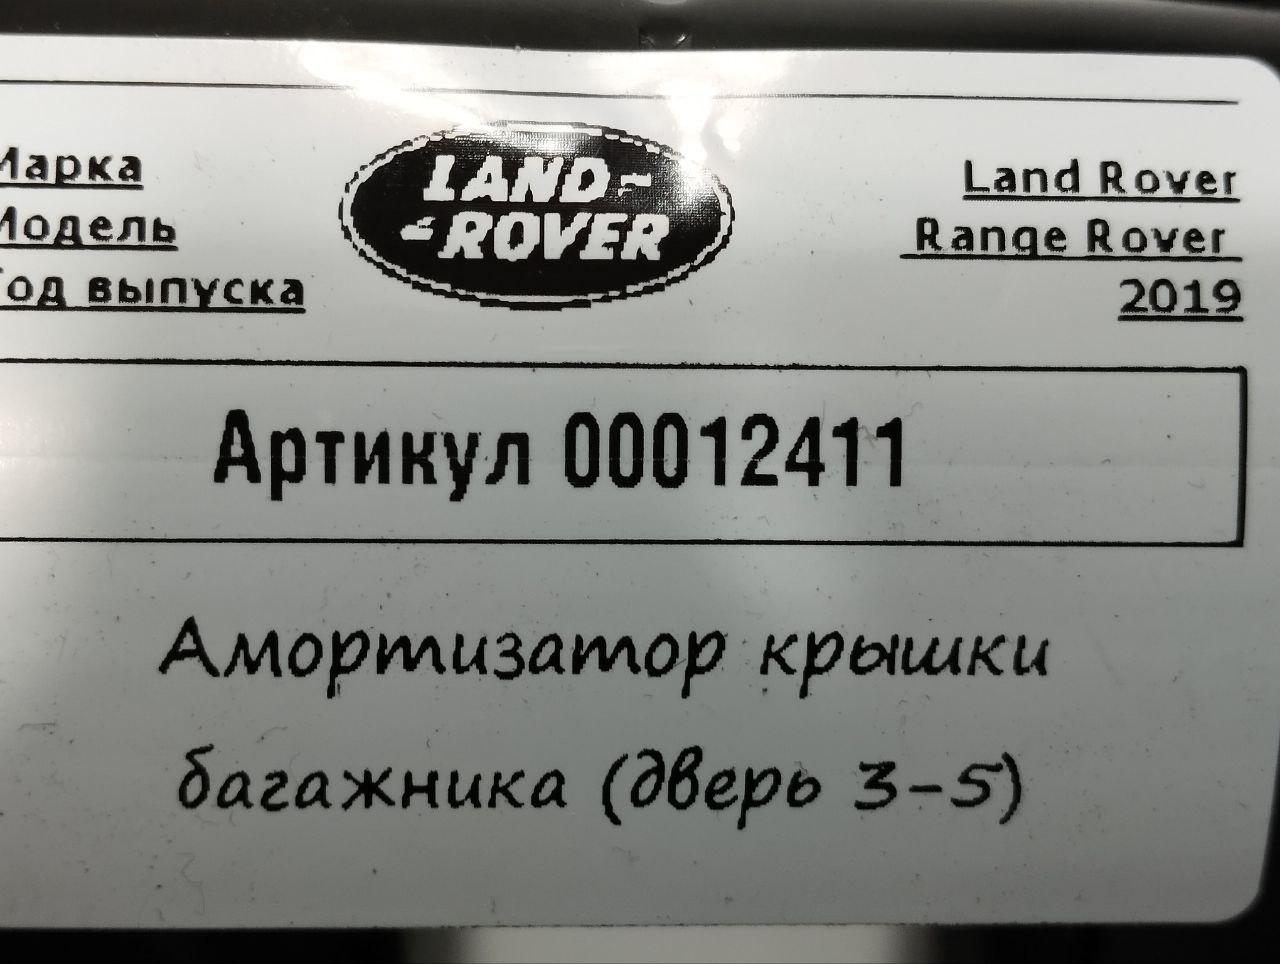 Марка
Модель
Год выпуска
LAND-
-ROVER
Land Rover
Range Rover
2019
Артикул 00012411
Амортизатор крышки
багажника (дверь 3-5)